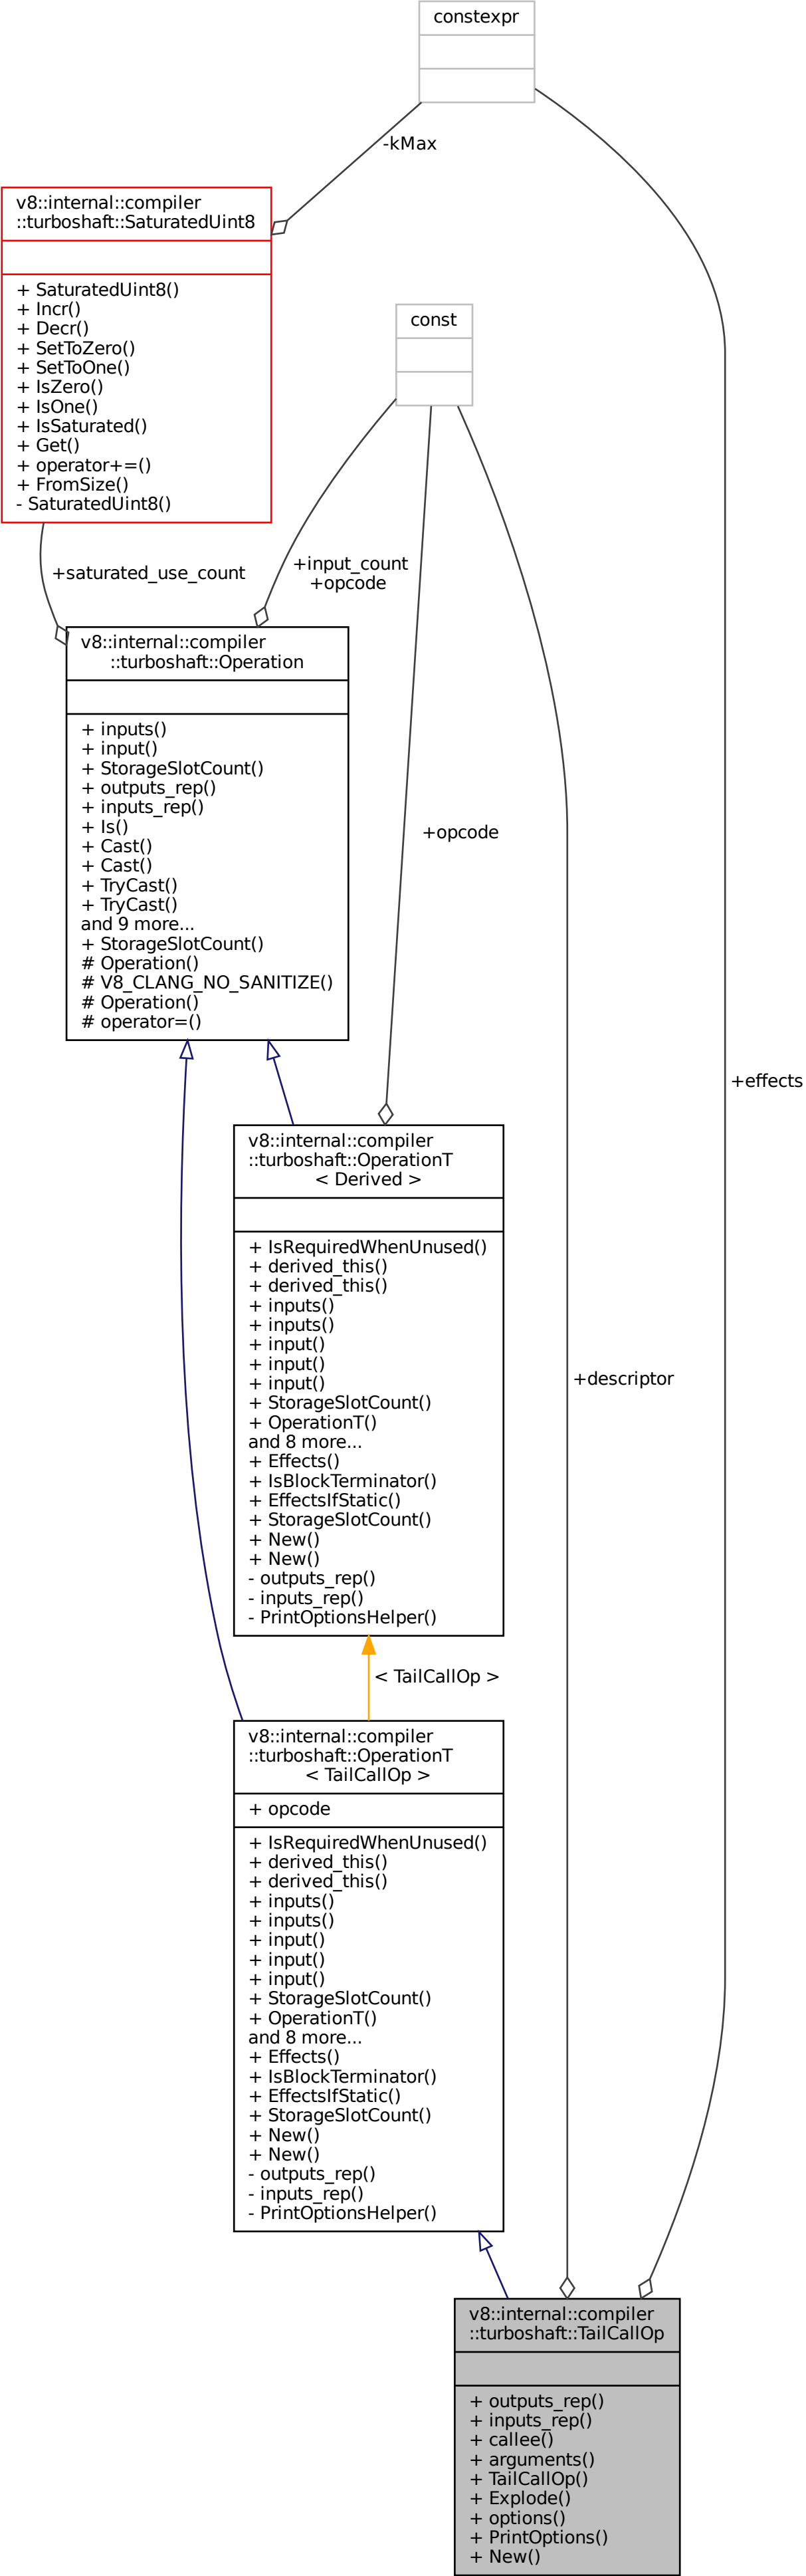 constexpr
-kMax
v8::internal::compiler
::turboshaft::SaturatedUint8
+ SaturatedUint8()
+ Incr()
+ Decr()
+ SetToZero()
+ SetToOne()
+ IsZero()
+ IsOne()
+ IsSaturated()
+ Get()
+ operator+=()
+ FromSize()
- SaturatedUint8()
const
+saturated_use_count
+input_count
+opcode
v8::internal::compiler
::turboshaft::Operation
+ inputs()
+ input()
+ StorageSlotCount()
+ outputs_rep()
+ inputs_rep()
+ Is()
+ Cast()
+ Cast()
+ TryCast()
+ TryCast()
and 9 more...
+ StorageSlotCount()
# Operation()
# V8_CLANG_NO_SANITIZE()
# Operation()
# operator=()
+opcode
+effects
v8::internal::compiler
::turboshaft::OperationT
< Derived >
+ IsRequiredWhenUnused()
+ derived_this()
+ derived_this()
+ inputs()
+ inputs()
+ input()
+ input()
+ input()
+ StorageSlotCount()
+ OperationT()
and 8 more...
+ Effects()
+ IsBlockTerminator()
+ EffectsIfStatic()
+ StorageSlotCount()
+ New()
+ New()
- outputs_rep()
- inputs_rep()
- PrintOptionsHelper()
+descriptor
< TailCallOp >
v8::internal::compiler
::turboshaft::OperationT
< TailCallOp >
+ opcode
+ IsRequiredWhenUnused()
+ derived_this()
+ derived_this()
+ inputs()
+ inputs()
+ input()
+ input()
+ input()
+ StorageSlotCount()
+ OperationT()
and 8 more...
+ Effects()
+ IsBlockTerminator()
+ EffectsIfStatic()
+ StorageSlotCount()
+ New()
+ New()
- outputs_rep()
- inputs_rep()
- PrintOptionsHelper()
v8::internal::compiler
::turboshaft::TailCallOp
+ outputs_rep()
+ inputs_rep()
+ callee()
+ arguments()
+ TailCallOp()
+ Explode()
+ options()
+ PrintOptions()
+ New()